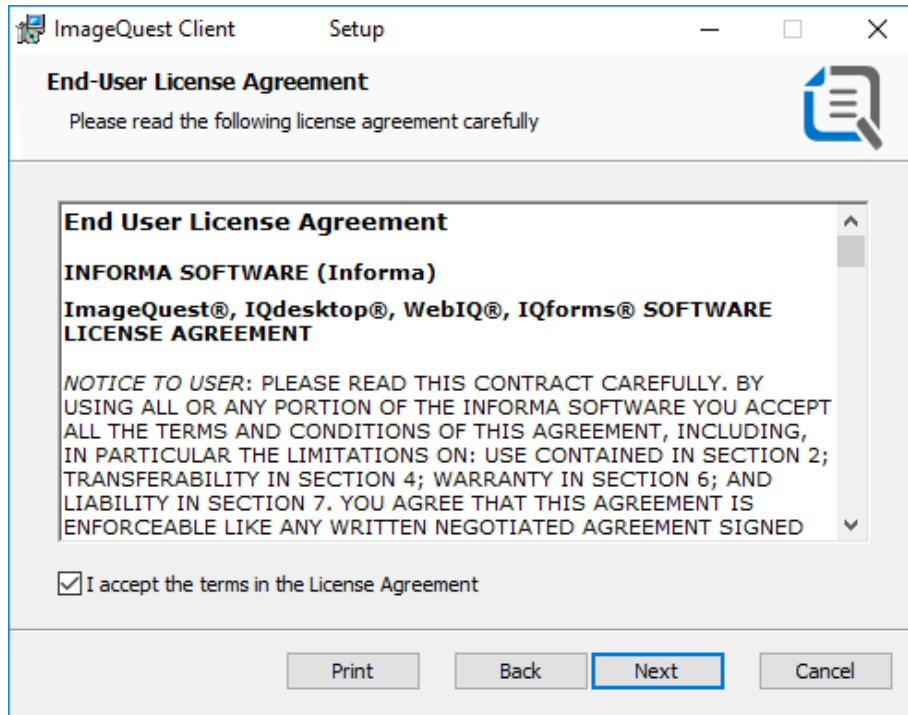 ImageQuest Client Setup
End-User License Agreement
Please read the following license agreement carefully
End User License Agreement
INFORMA SOFTWARE (Informa)
ImageQuest®, IQdesktop®, WebIQ®, IQforms® SOFTWARE
LICENSE AGREEMENT
NOTICE TO USER: PLEASE READ THIS CONTRACT CAREFULLY. BY
USING ALL OR ANY PORTION OF THE INFORMA SOFTWARE YOU ACCEPT
ALL THE TERMS AND CONDITIONS OF THIS AGREEMENT, INCLUDING,
IN PARTICULAR THE LIMITATIONS ON: USE CONTAINED IN SECTION 2;
TRANSFERABILITY IN SECTION 4; WARRANTY IN SECTION 6; AND
LIABILITY IN SECTION 7. YOU AGREE THAT THIS AGREEMENT IS
ENFORCEABLE LIKE ANY WRITTEN NEGOTIATED AGREEMENT SIGNED
I accept the terms in the License Agreement
Print Back Next Cancel